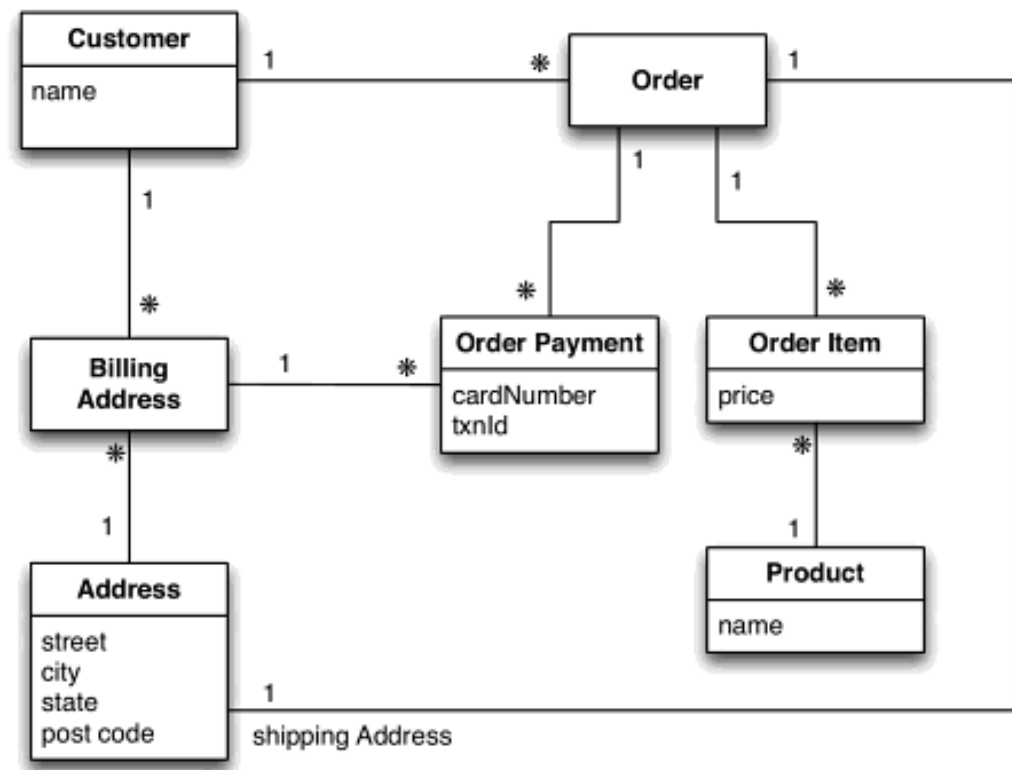 Customer
name
1
*
Order
1
1
1
1
*
*
*
Billing
Address
1
*
Order Payment
cardNumber
txnId
Order Item
price
*
*
1
1
Address
street
city
state
post code
Product
name
1
shipping Address